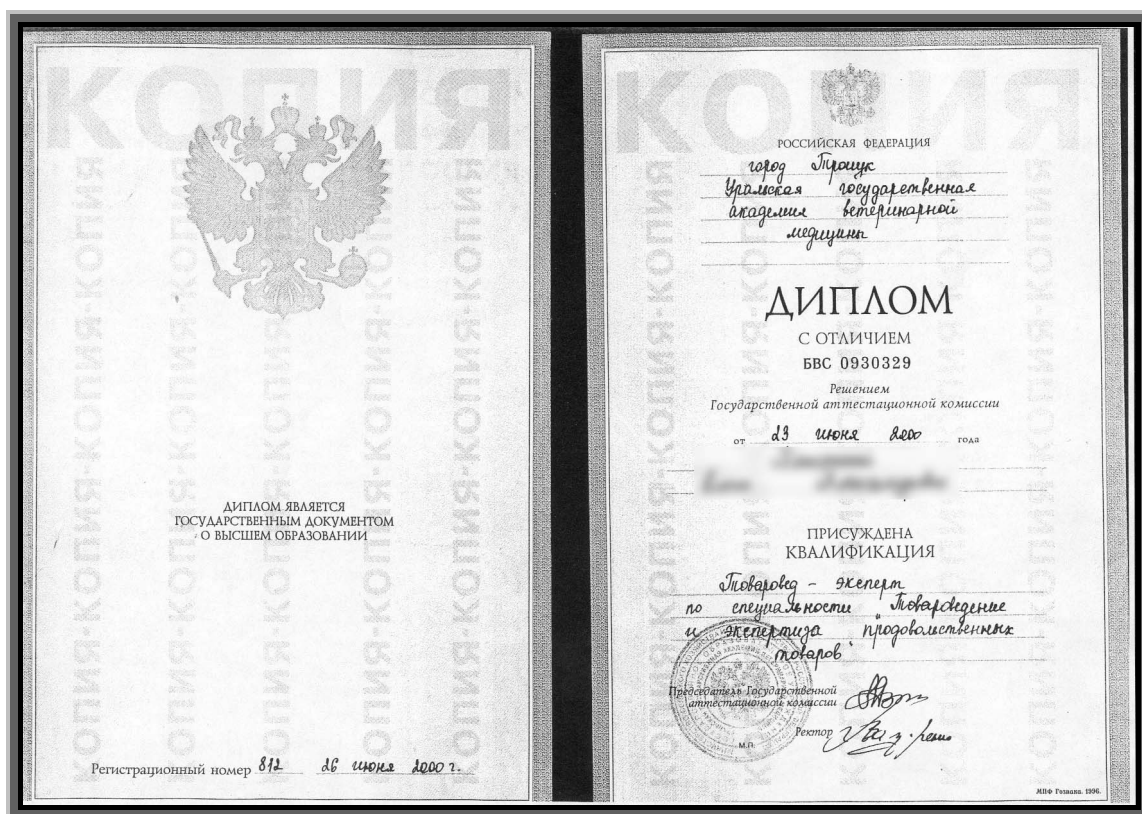 КОПИЯ
ДИПЛОМ ЯВЛЯЕТСЯ
ГОСУДАРСТВЕННЫМ ДОКУМЕНТОМ
О ВЫСШЕМ ОБРАЗОВАНИИ
Регистрационный номер 812 26 июня 2000 г.
КОПИЯ
РОССИЙСКАЯ ФЕДЕРАЦИЯ
город Троицк
Уральская государственная
академия ветеринарной
медицины
ДИПЛОМ
С ОТЛИЧИЕМ
БВС 0930329
Решением
Государственной аттестационной комиссии
от 23 июня 2000 года
ПРИСУЖДЕНА
КВАЛИФИКАЦИЯ
Товаровед - эксперт
по специальности "Товароведение
и экспертиза продовольственных
товаров"
Председатель Государственной
аттестационной комиссии
Ректор
М.П.
МПФ Гознака. 1996.